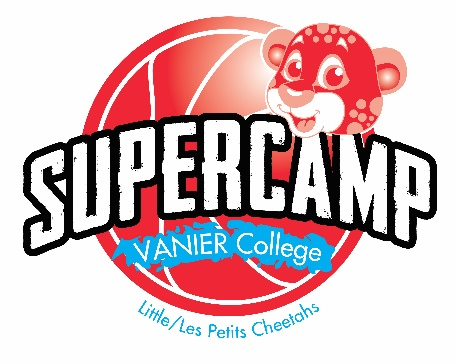 SUPERCAMP
VANIER College
Little/Les Petits Cheetahs